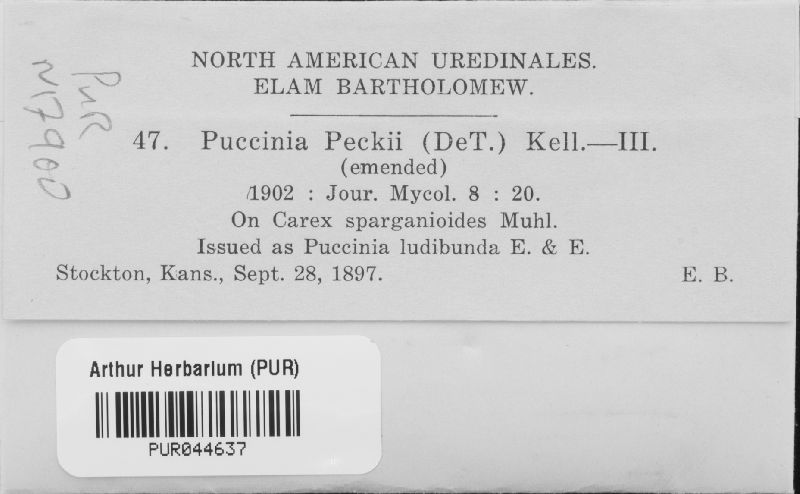 NORTH AMERICAN UREDINALES.
ELAM BARTHOLOMEW.
47. Puccinia Peckii (DeT.) Kell.—III.
(emended)
1902 : Jour. Mycol. 8 : 20.
On Carex sparganioides Muhl.
Issued as Puccinia ludibunda E. & E.
Stockton, Kans., Sept. 28, 1897. E. B.
PUR
N17900
Arthur Herbarium (PUR)
PUR044637